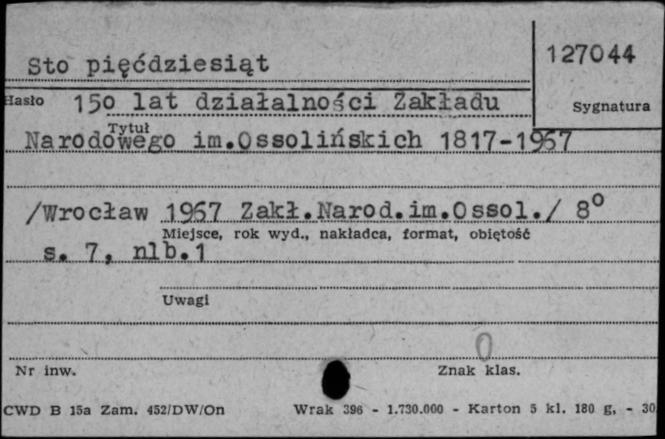 Sto pięćdziesiąt
127044
Hasło 150 lat działalności Zakładu
Sygnatura
Tytuł
Narodowego im.Ossolińskich 1817-1967
/Wrocław 1967 Zakł.Narod.im.Ossol./ 8°
Miejsce, rok wyd., nakładca, format, objętość
s. 7, nlb.1
Uwagi
0
Nr inw.
Znak klas.
CWD B 15a Zam. 452/DW/On
Wrak 396 - 1.730.000 - Karton 5 kl. 180 g, - 30